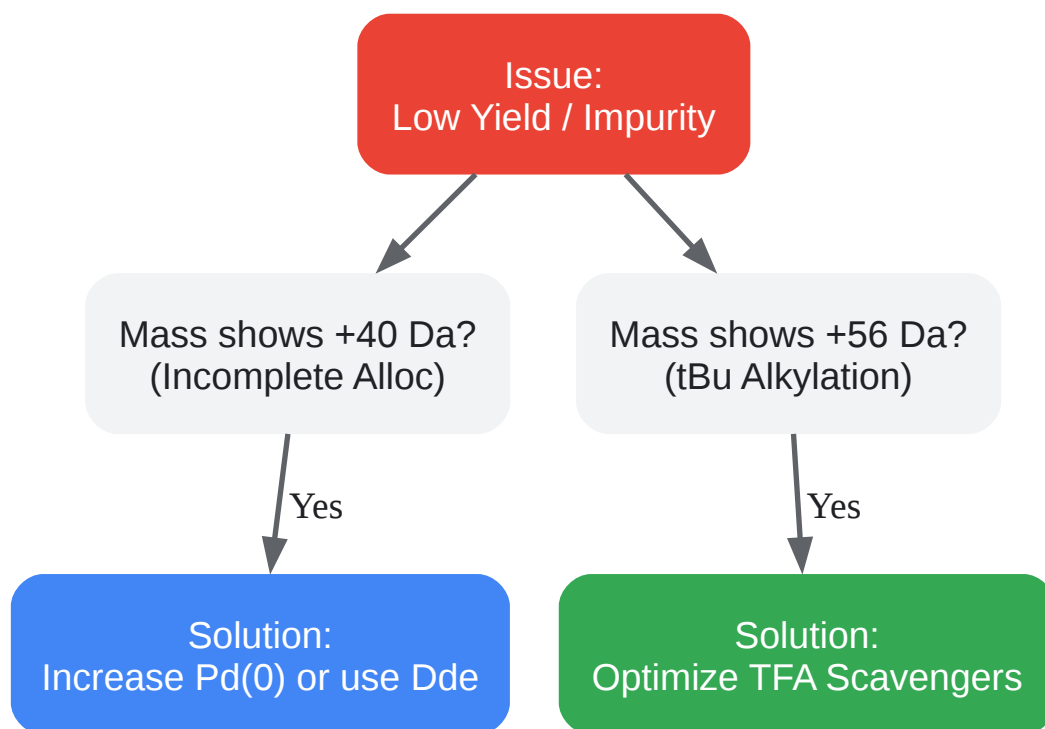 Issue:
Low Yield / Impurity
Mass shows +40 Da?
(Incomplete Alloc)
Mass shows +56 Da?
(tBu Alkylation)
Yes
Yes
Solution:
Increase Pd(0) or use Dde
Solution:
Optimize TFA Scavengers